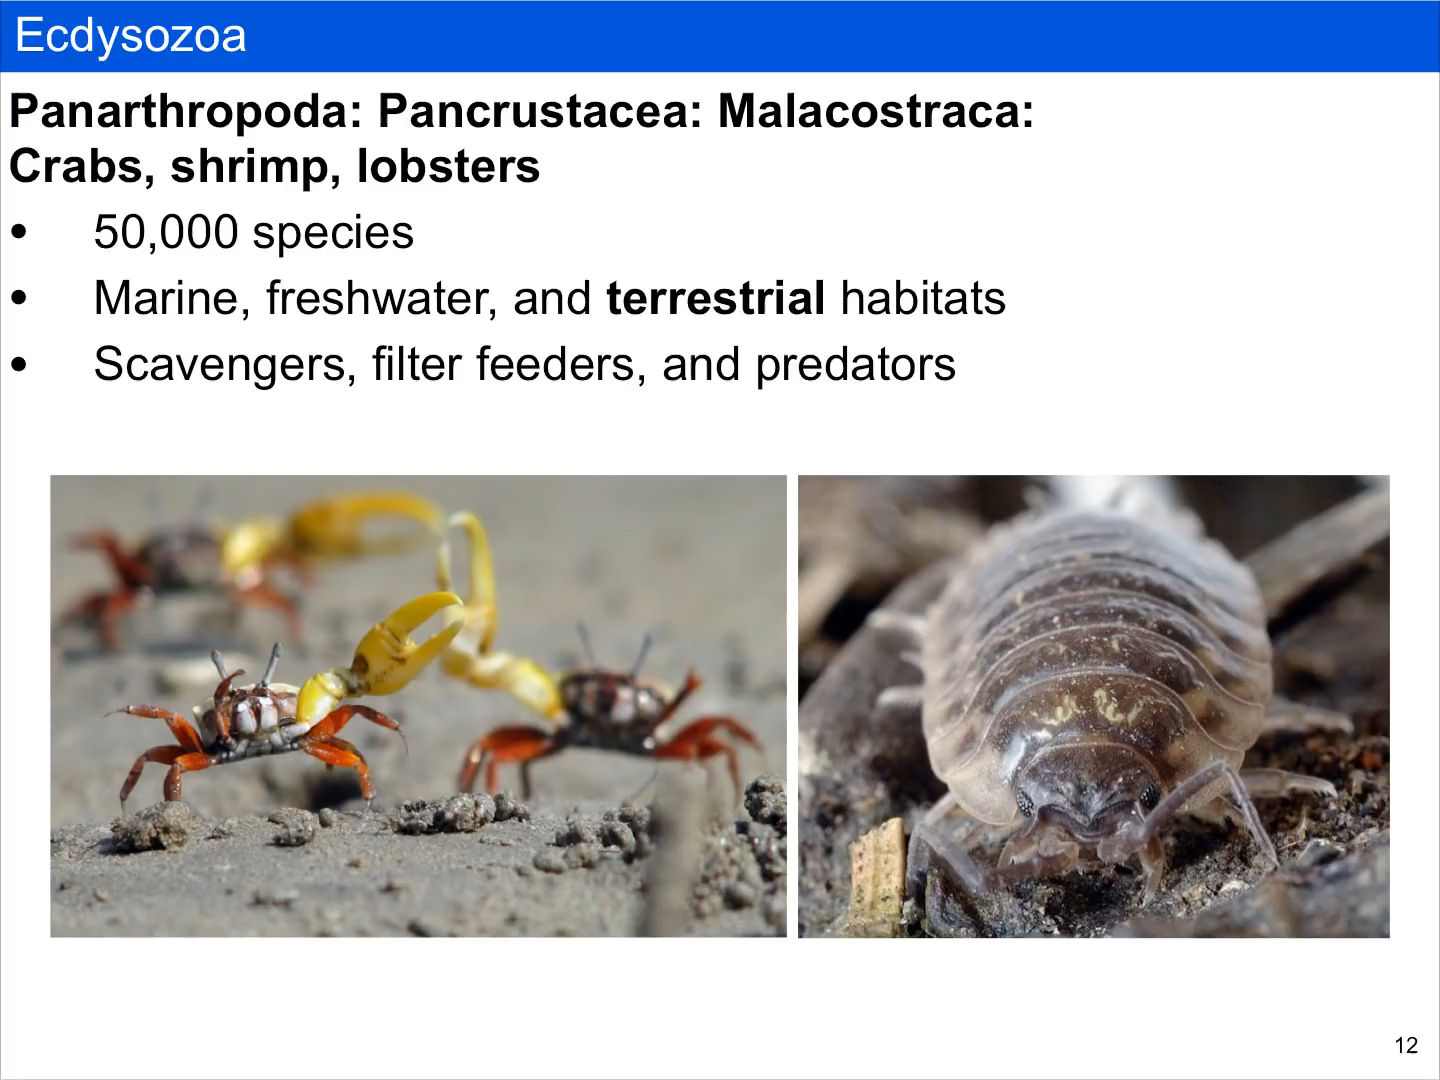 Ecdysozoa
Panarthropoda: Pancrustacea: Malacostraca:
Crabs, shrimp, lobsters
• 50,000 species
• Marine, freshwater, and terrestrial habitats
• Scavengers, filter feeders, and predators
12